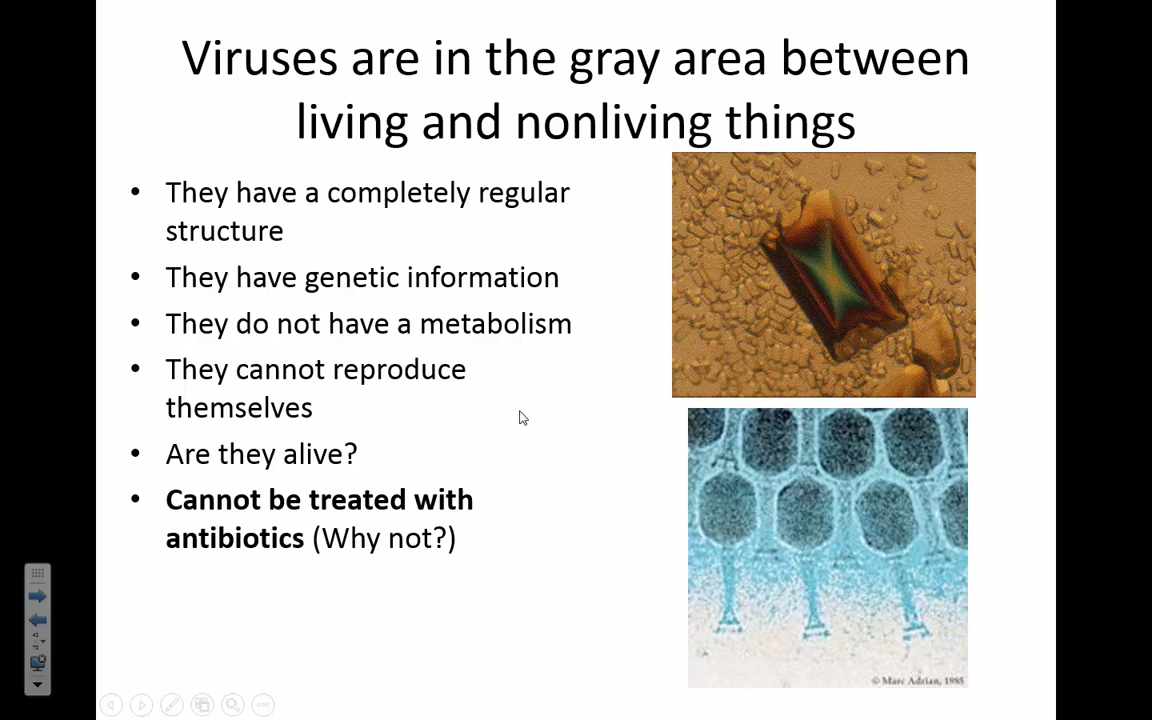 Viruses are in the gray area between
living and nonliving things
• They have a completely regular
structure
• They have genetic information
• They do not have a metabolism
• They cannot reproduce
themselves
• Are they alive?
• Cannot be treated with
antibiotics (Why not?)
© Marc Adrian, 1985
43
/